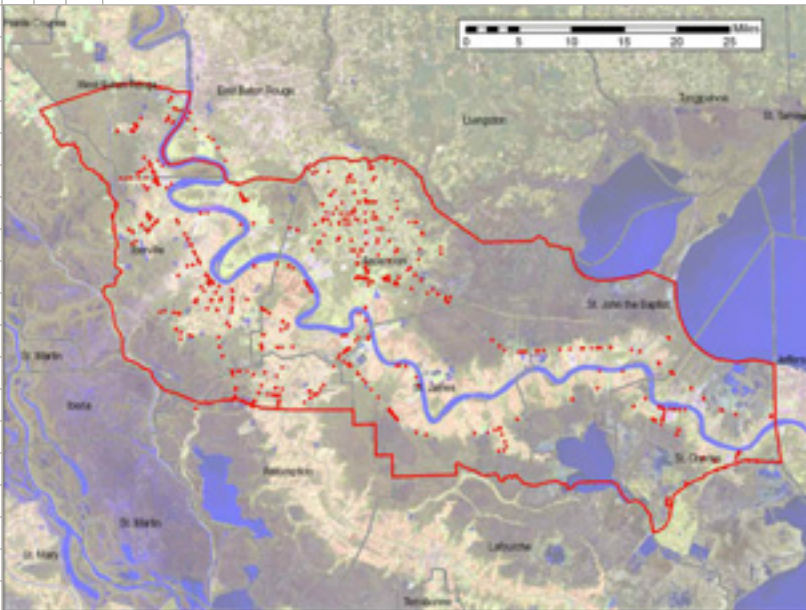 Pointe Coupee
Miles
0 5 10 15 20 25
West Baton Rouge
East Baton Rouge
Tangipahoa
Livingston
St. Tamm
Iberville
Ascension
St. John the Baptist
St. Martin
Jeffers
St. James
Iberia
St. Charles
Assumption
St. Martin
Lafourche
St. Mary
Terrebonne